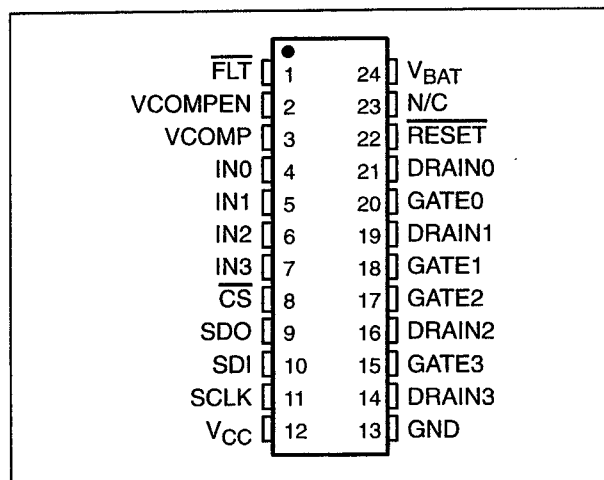 FLT 1 24 VBAT
VCOMPEN 2 23 N/C
VCOMP 3 22 RESET
IN0 4 21 DRAIN0
IN1 5 20 GATE0
IN2 6 19 DRAIN1
IN3 7 18 GATE1
CS 8 17 GATE2
SDO 9 16 DRAIN2
SDI 10 15 GATE3
SCLK 11 14 DRAIN3
VCC 12 13 GND